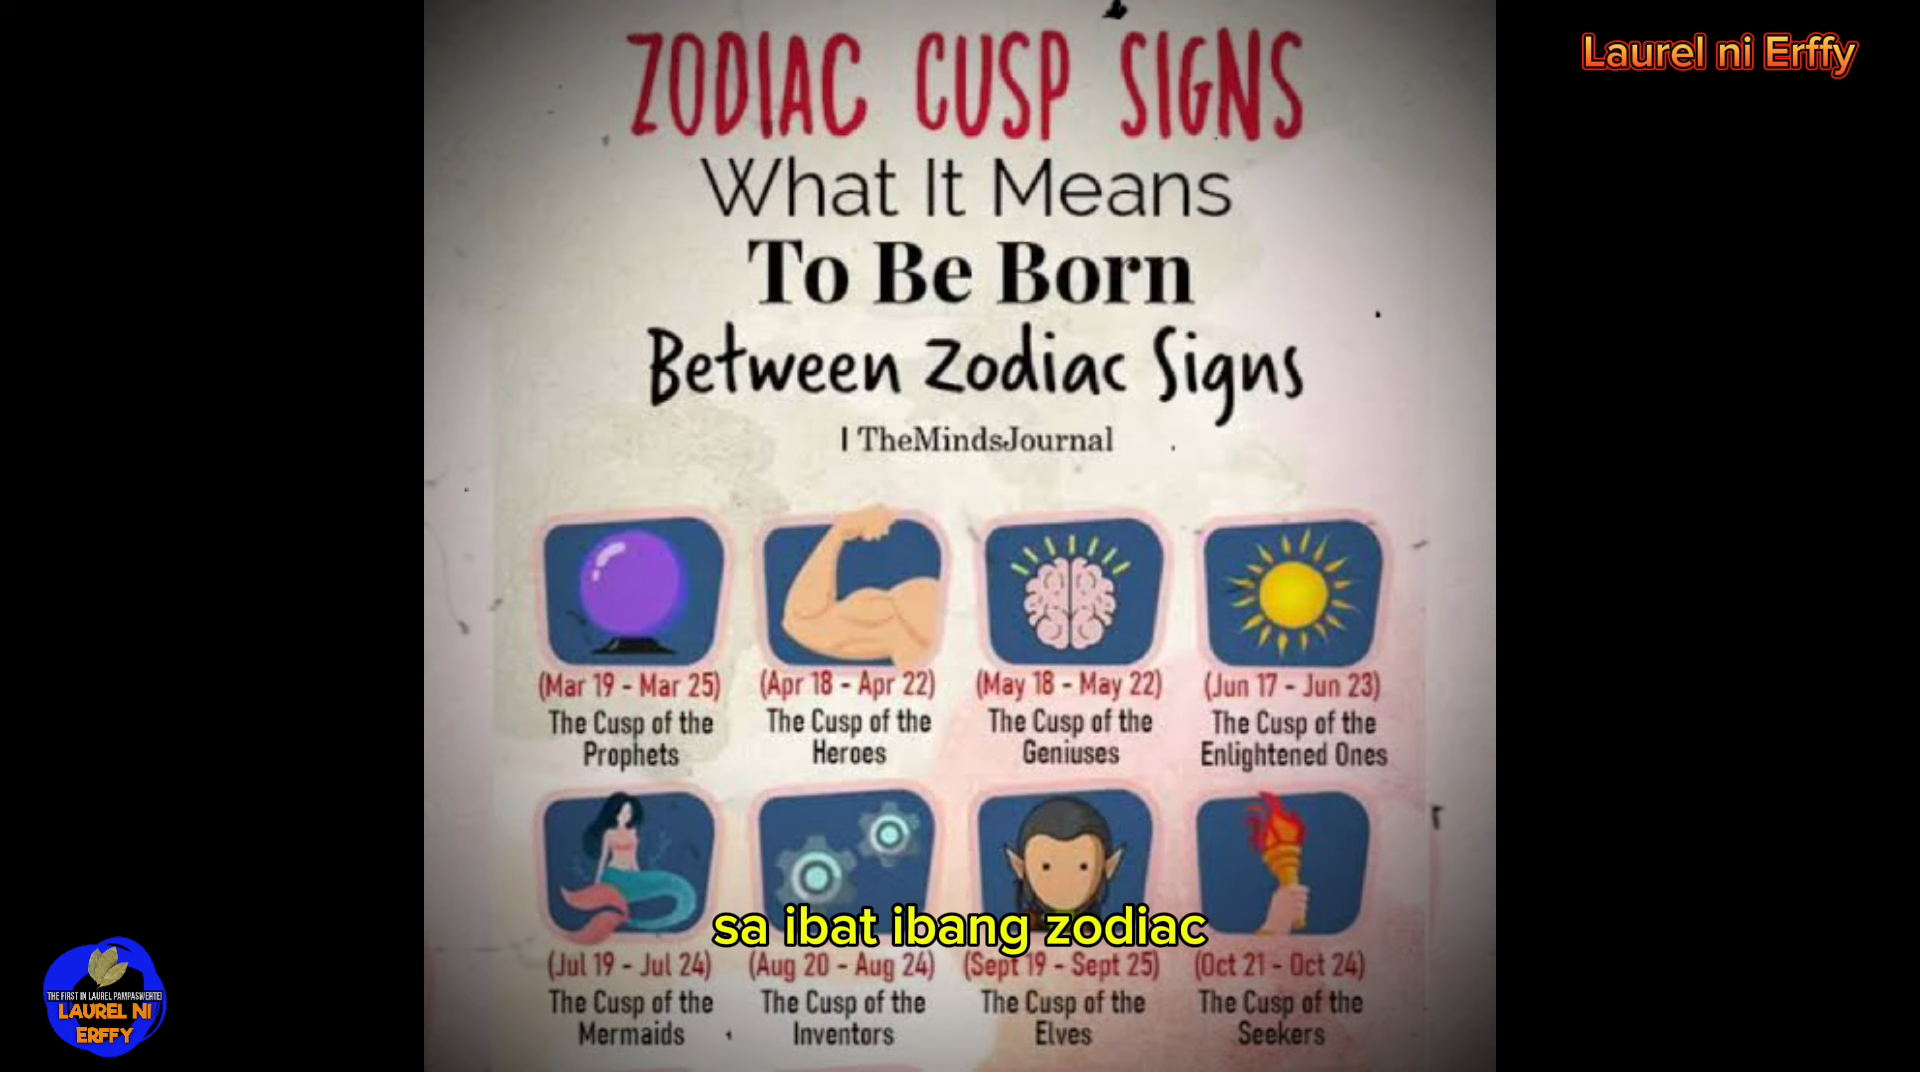 Laurel ni Erffy
ZODIAC CUSP SIGNS
What It Means
To Be Born
Between Zodiac Signs
| TheMindsJournal
(Mar 19 - Mar 25)
The Cusp of the
Prophets
(Apr 18 - Apr 22)
The Cusp of the
Heroes
(May 18 - May 22)
The Cusp of the
Geniuses
(Jun 17 - Jun 23)
The Cusp of the
Enlightened Ones
(Jul 19 - Jul 24)
The Cusp of the
Mermaids
(Aug 20 - Aug 24)
The Cusp of the
Inventors
(Sept 19 - Sept 25)
The Cusp of the
Elves
(Oct 21 - Oct 24)
The Cusp of the
Seekers
sa ibat ibang zodiac
THE FIRST IN LAUREL PAMPASWERTE!
LAUREL NI
ERFFY